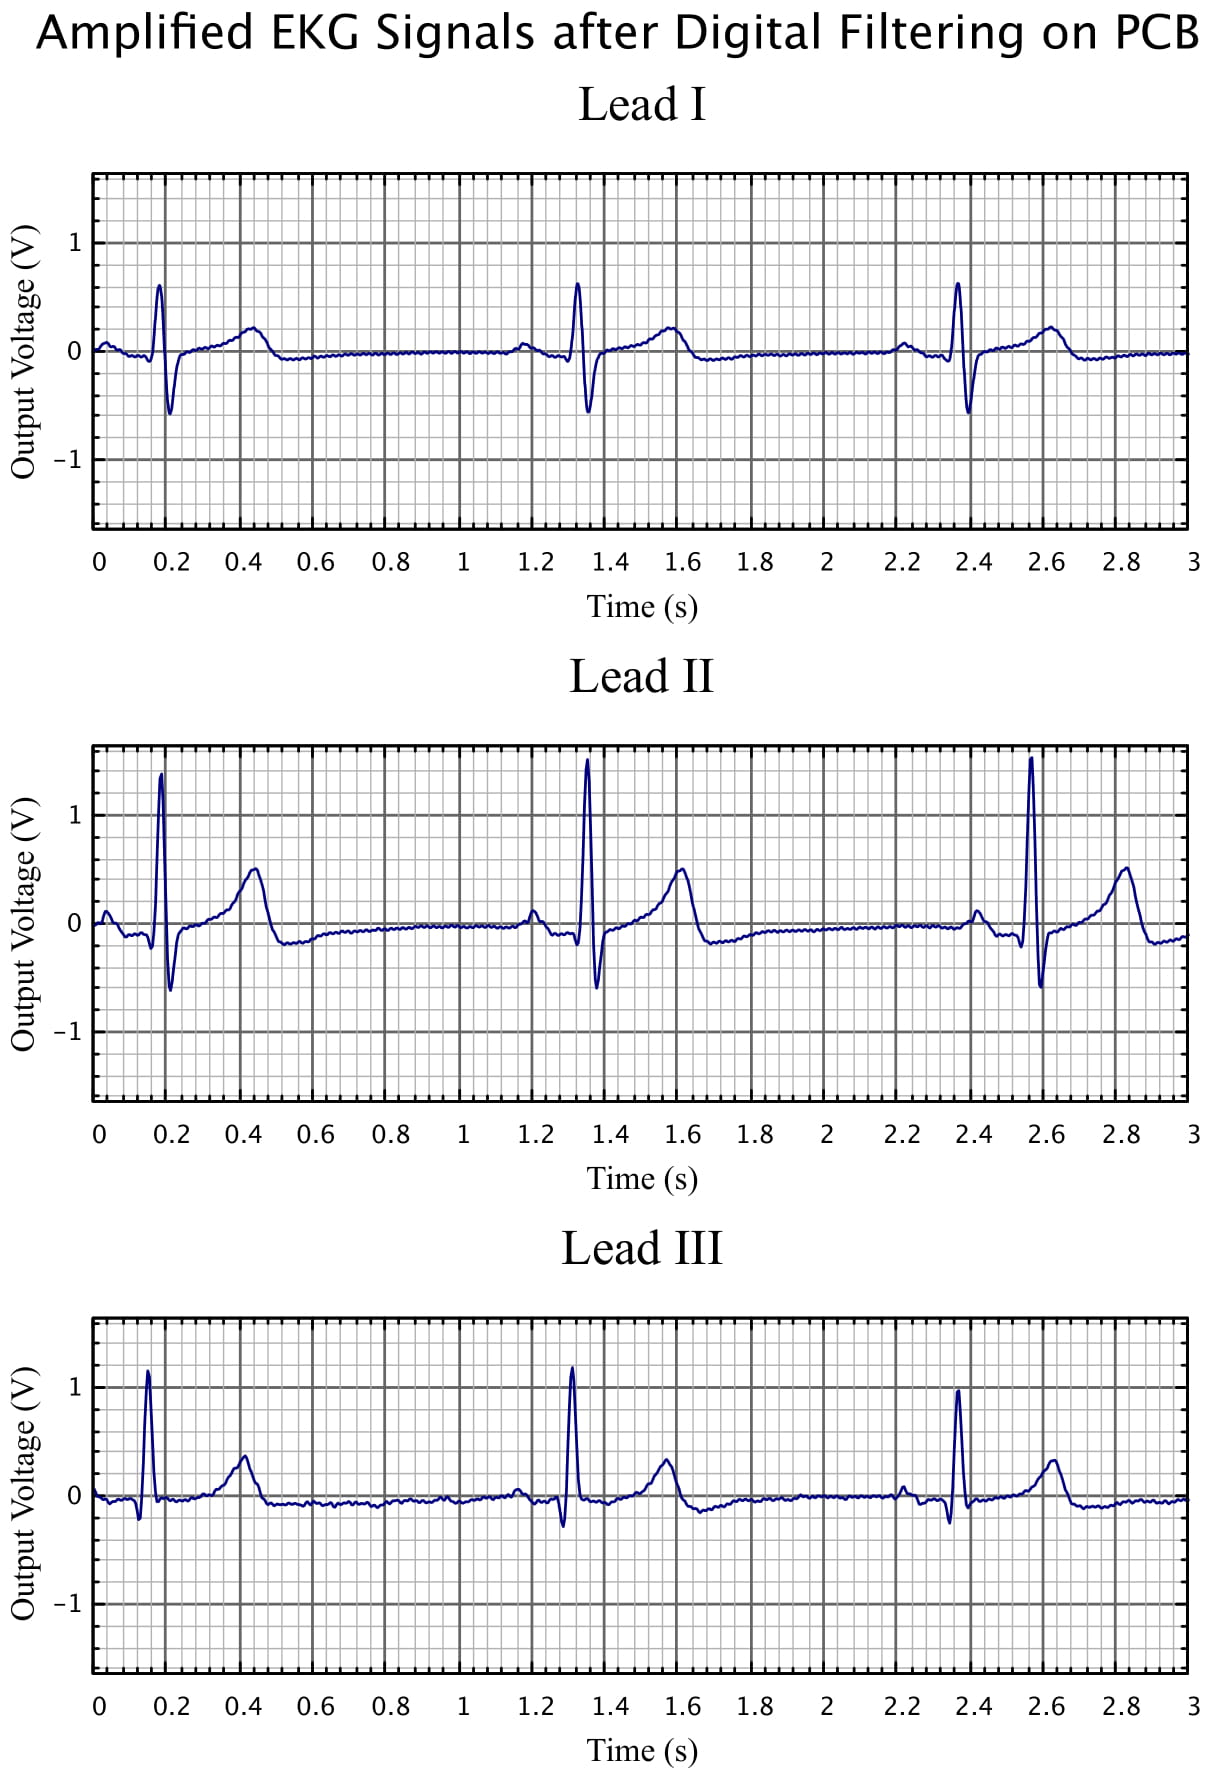 Amplified EKG Signals after Digital Filtering on PCB
Lead I
Output Voltage (V)
1
0
−1
0 0.2 0.4 0.6 0.8 1 1.2 1.4 1.6 1.8 2 2.2 2.4 2.6 2.8 3
Time (s)
Lead II
Output Voltage (V)
1
0
−1
0 0.2 0.4 0.6 0.8 1 1.2 1.4 1.6 1.8 2 2.2 2.4 2.6 2.8 3
Time (s)
Lead III
Output Voltage (V)
1
0
−1
0 0.2 0.4 0.6 0.8 1 1.2 1.4 1.6 1.8 2 2.2 2.4 2.6 2.8 3
Time (s)